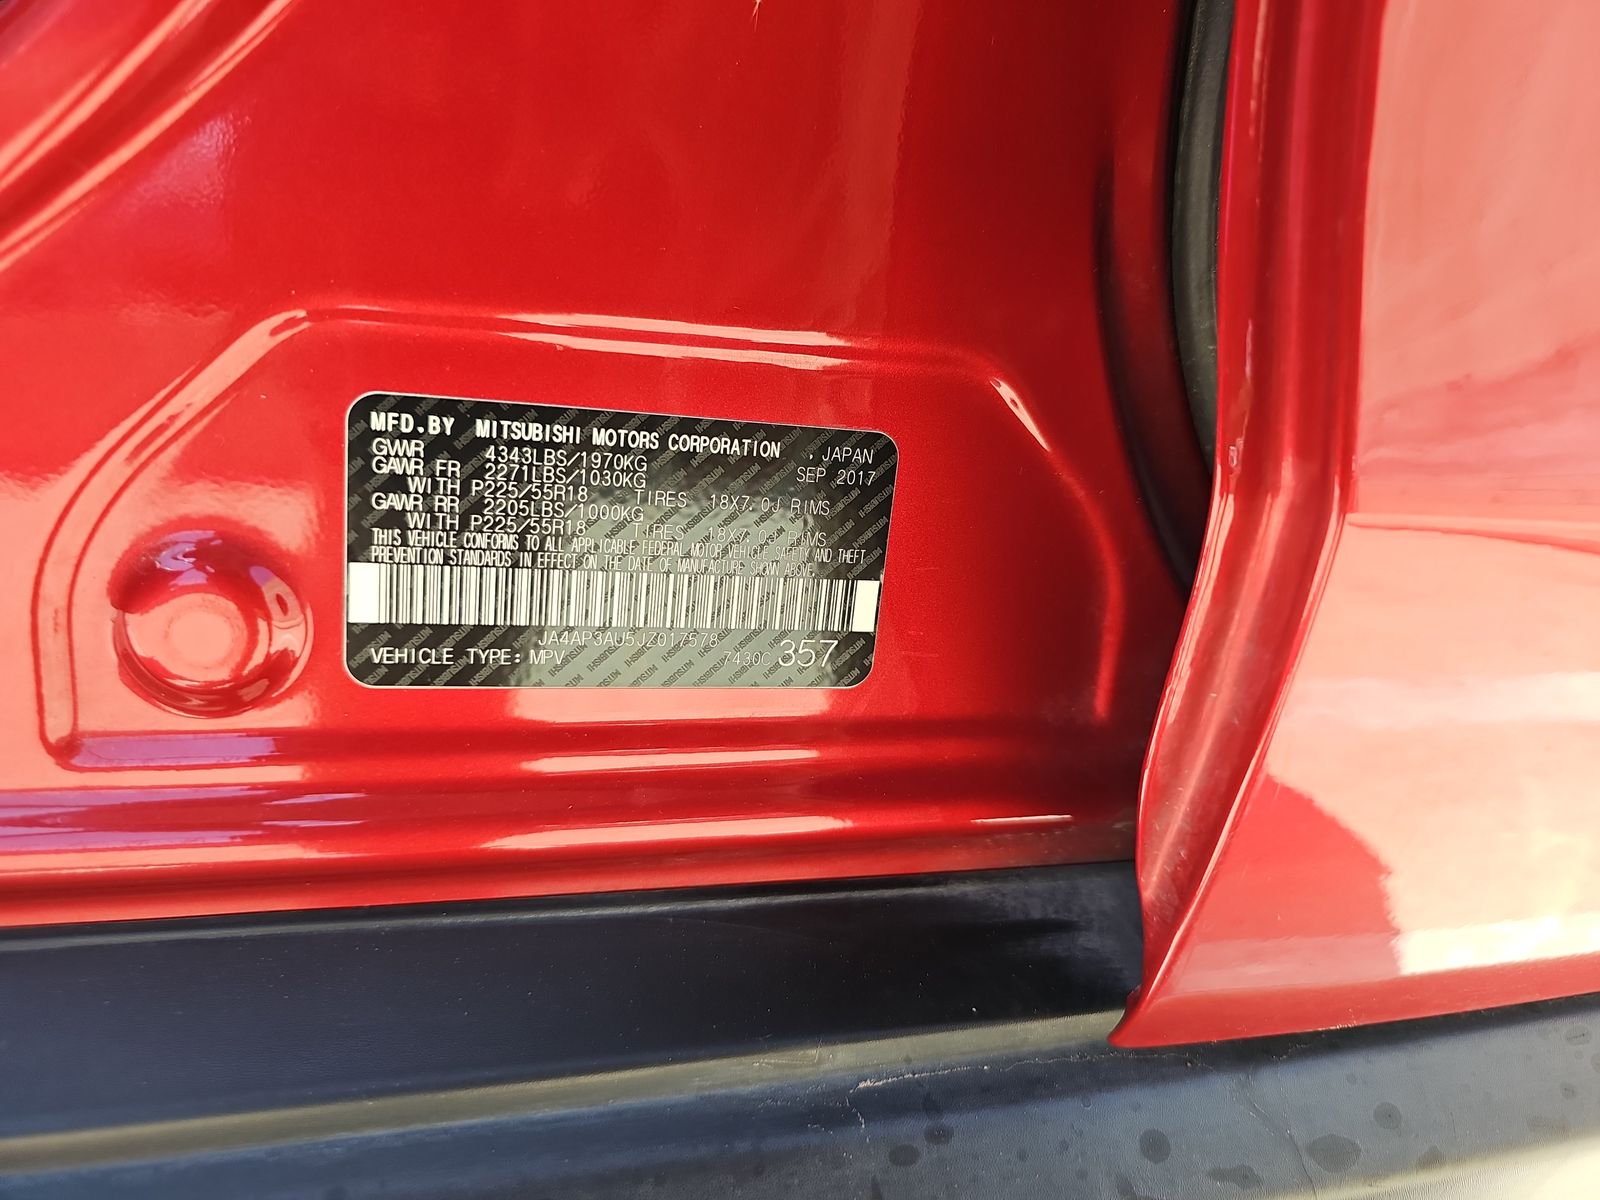 MFD.BY MITSUBISHI MOTORS CORPORATION , JAPAN
GVWR 4343LBS/1970KG SEP 2017
GAWR FR 2271LBS/1030KG
WITH P225/55R18 TIRES 18X7.0J RIMS
GAWR RR 2205LBS/1000KG
WITH P225/55R18 TIRES 18X7.0J RIMS
THIS VEHICLE CONFORMS TO ALL APPLICABLE FEDERAL MOTOR VEHICLE SAFETY AND THEFT
PREVENTION STANDARDS IN EFFECT ON THE DATE OF MANUFACTURE SHOWN ABOVE.
JA4AP3AU5JZ017578
VEHICLE TYPE: MPV 7430C 357